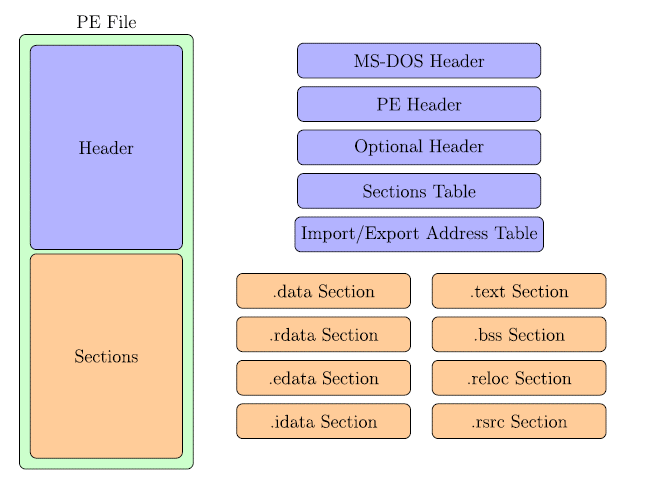 PE File
Header
Sections
MS-DOS Header
PE Header
Optional Header
Sections Table
Import/Export Address Table
.data Section
.text Section
.rdata Section
.bss Section
.edata Section
.reloc Section
.idata Section
.rsrc Section